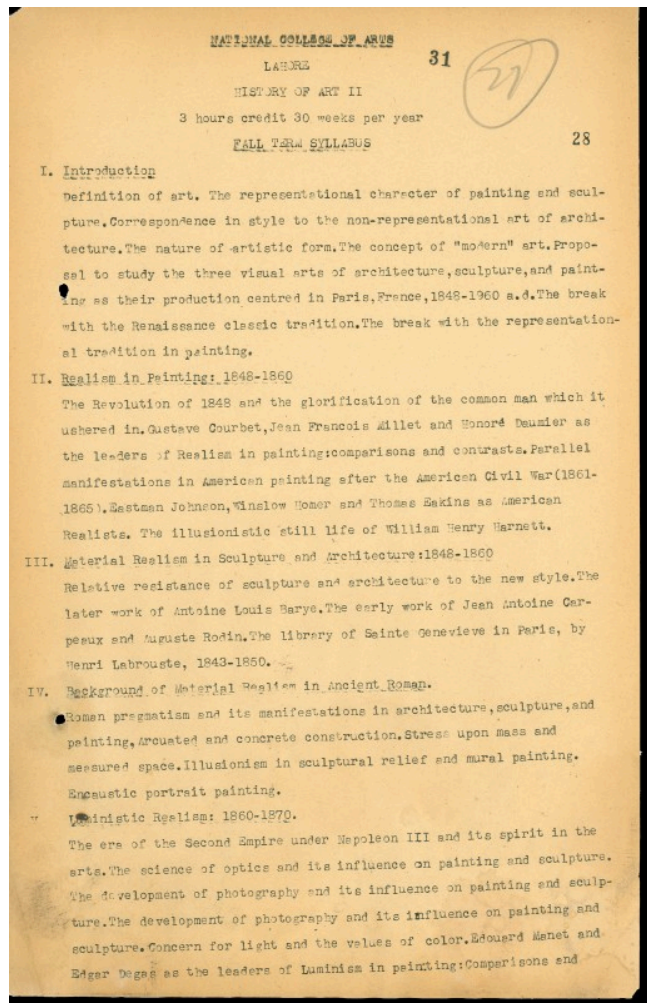 NATIONAL COLLEGE OF ARTS
31
LAHORE
HISTORY OF ART II
3 hours credit 30 weeks per year
FALL TERM SYLLABUS
28
I. Introduction
Definition of art. The representational character of painting and scul-
pture.Correspondence in style to the non-representational art of archi-
tecture.The nature of artistic form.The concept of "modern" art.Propo-
sal to study the three visual arts of architecture,sculpture,and paint-
ing as their production centred in Paris,France,1848-1960 a.d.The break
with the Renaissance classic tradition.The break with the representation-
al tradition in painting.
II. Realism in Painting: 1848-1860
The Revolution of 1848 and the glorification of the common man which it
ushered in.Gustave Courbet,Jean Francois Millet and Honoré Daumier as
the leaders of Realism in painting:comparisons and contrasts.Parallel
manifestations in American painting after the American Civil War(1861-
1865).Eastman Johnson,Winslow Homer and Thomas Eakins as American
Realists. The illusionistic still life of William Henry Harnett.
III. Material Realism in Sculpture and Architecture:1848-1860
Relative resistance of sculpture and architecture to the new style.The
later work of Antoine Louis Barye.The early work of Jean Antoine Car-
peaux and Auguste Rodin.The library of Sainte Genevieve in Paris, by
Henri Labrouste, 1843-1850.
IV. Background of Material Realism in Ancient Roman.
Roman pragmatism and its manifestations in architecture,sculpture,and
painting,Arcuated and concrete construction.Stress upon mass and
measured space.Illusionism in sculptural relief and mural painting.
Encaustic portrait painting.
Luministic Realism: 1860-1870.
The era of the Second Empire under Napoleon III and its spirit in the
arts.The science of optics and its influence on painting and sculpture.
The development of photography and its influence on painting and sculp-
ture.The development of photography and its influence on painting and
sculpture.Concern for light and the values of color.Edouard Manet and
Edgar Degas as the leaders of Luminism in painting:Comparisons and